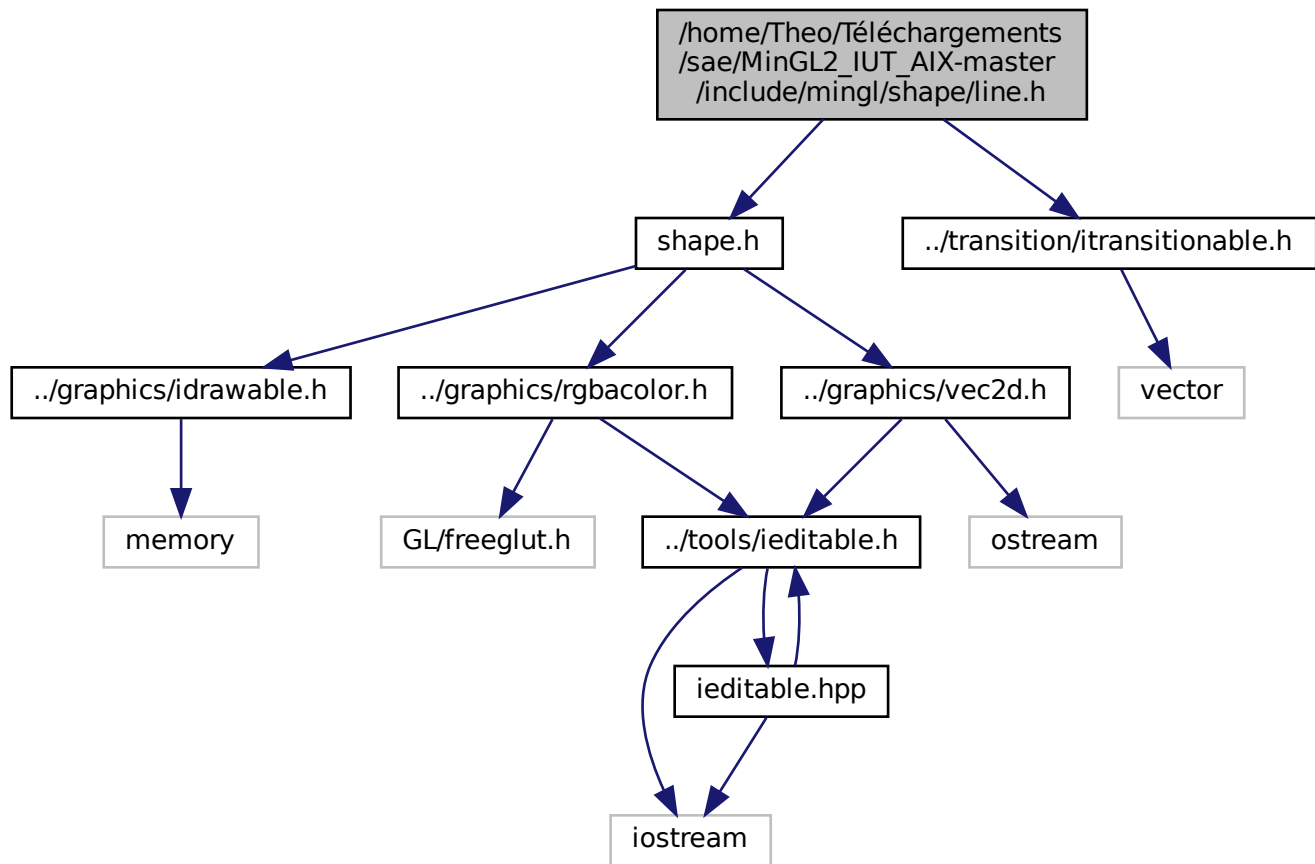 /home/Theo/Téléchargements
/sae/MinGL2_IUT_AIX-master
/include/mingl/shape/line.h
shape.h
../transition/itransitionable.h
../graphics/idrawable.h
../graphics/rgbacolor.h
../graphics/vec2d.h
vector
memory
GL/freeglut.h
../tools/ieditable.h
ostream
ieditable.hpp
iostream